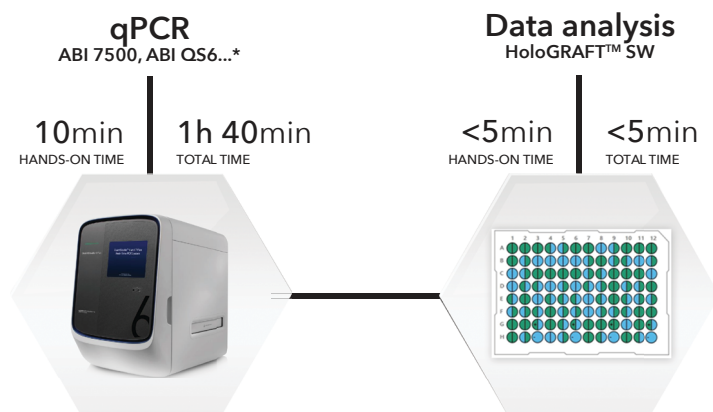 qPCR
ABI 7500, ABI QS6...*
10min
HANDS-ON TIME
1h 40min
TOTAL TIME
Data analysis
HoloGRAFT™ SW
<5min
HANDS-ON TIME
<5min
TOTAL TIME
6
1 2 3 4 5 6 7 8 9 10 11 12
A
B
C
D
E
F
G
H